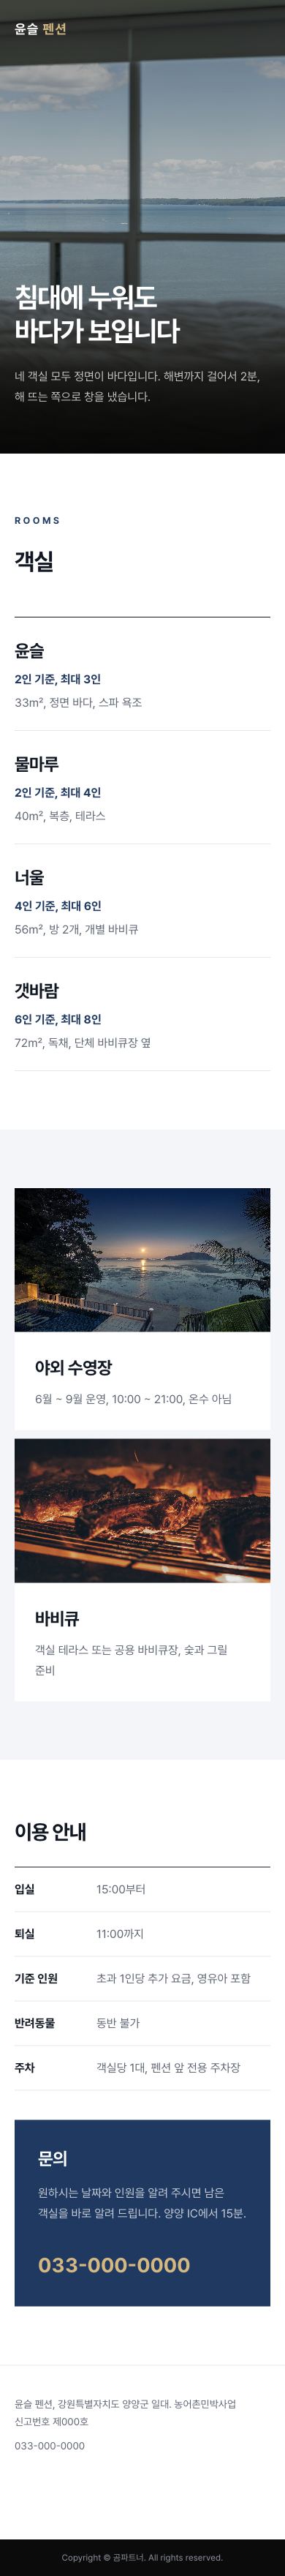 윤슬 펜션
침대에 누워도
바다가 보입니다
네 객실 모두 정면이 바다입니다. 해변까지 걸어서 2분,
해 뜨는 쪽으로 창을 냈습니다.
ROOMS
객실
윤슬
2인 기준, 최대 3인
33m², 정면 바다, 스파 욕조
물마루
2인 기준, 최대 4인
40m², 복층, 테라스
너울
4인 기준, 최대 6인
56m², 방 2개, 개별 바비큐
갯바람
6인 기준, 최대 8인
72m², 독채, 단체 바비큐장 옆
야외 수영장
6월 ~ 9월 운영, 10:00 ~ 21:00, 온수 아님
바비큐
객실 테라스 또는 공용 바비큐장, 숯과 그릴
준비
이용 안내
입실 15:00부터
퇴실 11:00까지
기준 인원 초과 1인당 추가 요금, 영유아 포함
반려동물 동반 불가
주차 객실당 1대, 펜션 앞 전용 주차장
문의
원하시는 날짜와 인원을 알려 주시면 남은
객실을 바로 알려 드립니다. 양양 IC에서 15분.
033-000-0000
윤슬 펜션, 강원특별자치도 양양군 일대. 농어촌민박사업
신고번호 제000호
033-000-0000
Copyright © 곰파트너. All rights reserved.